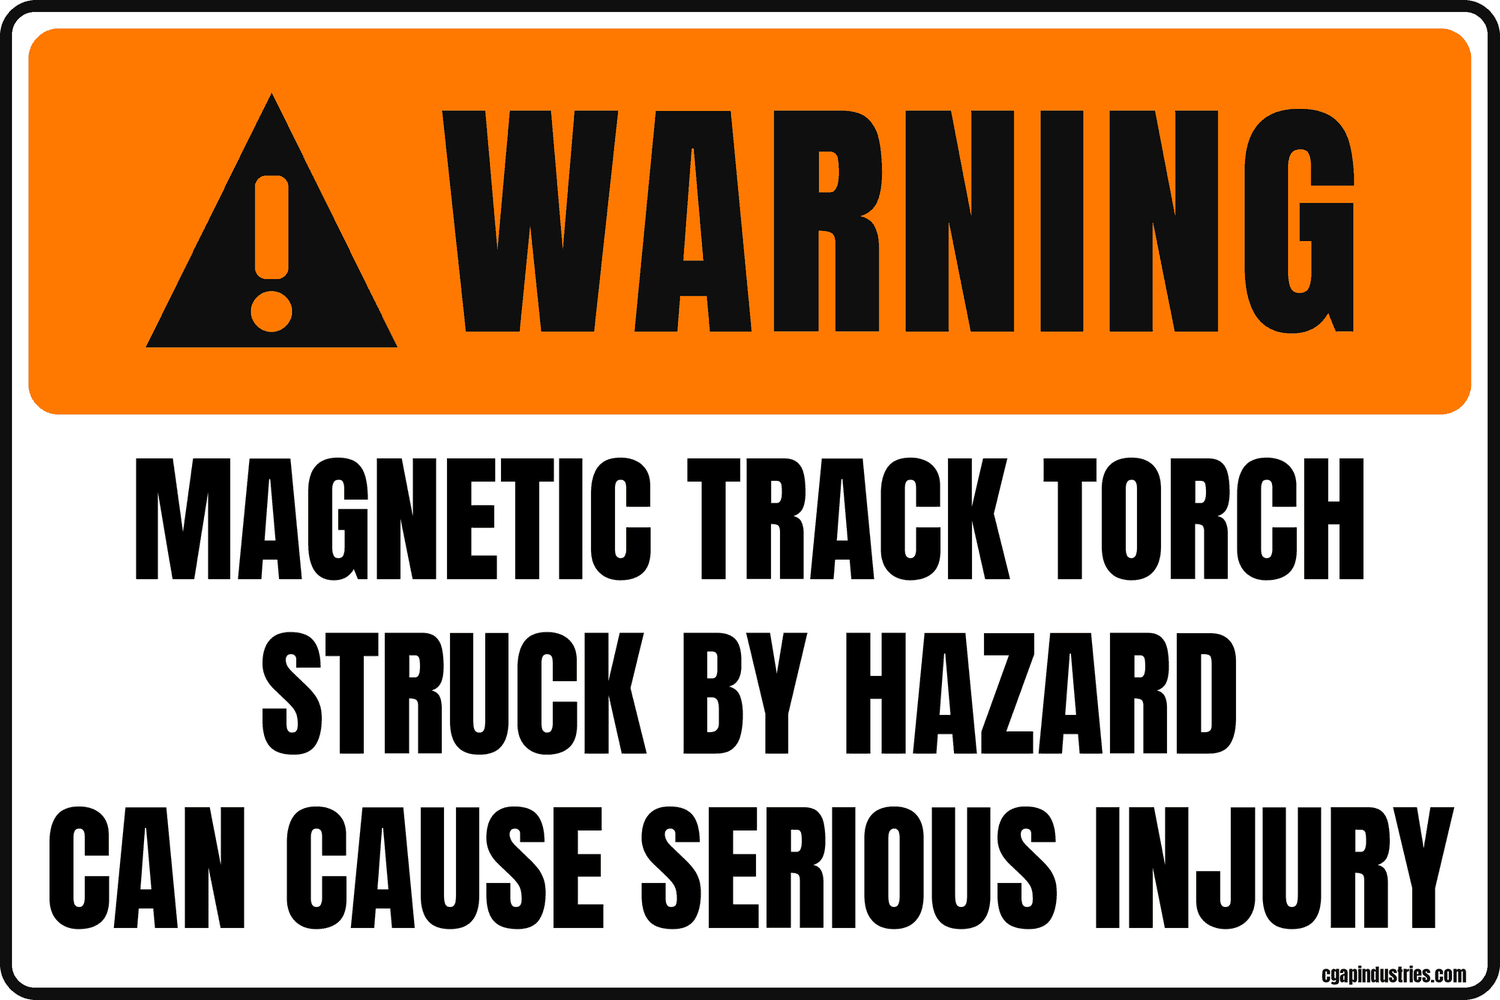 WARNING
MAGNETIC TRACK TORCH
STRUCK BY HAZARD
CAN CAUSE SERIOUS INJURY
cgapindustries.com